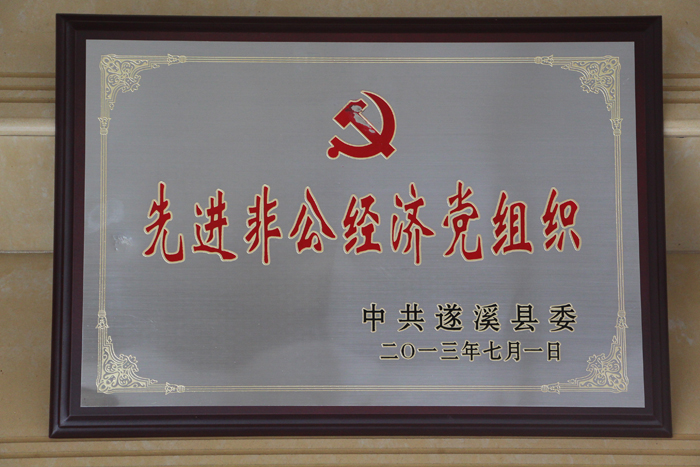 先进非公经济党组织
中共遂溪县委
二〇一三年七月一日